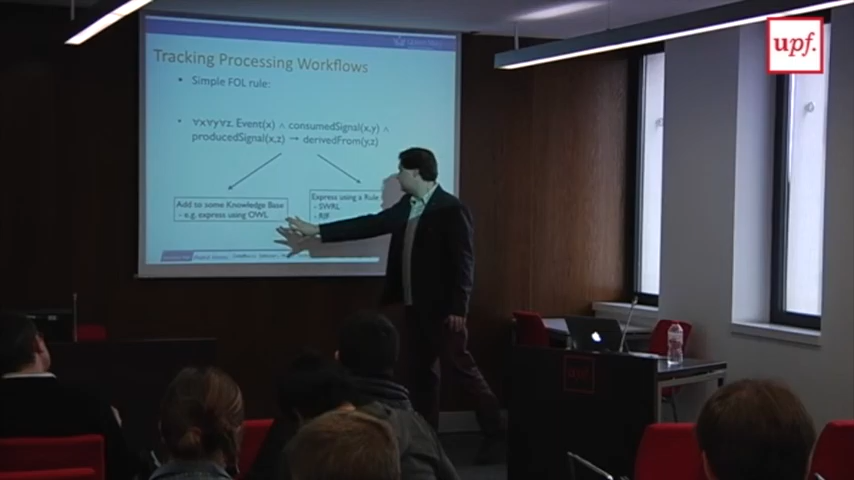 upf.
Tracking Processing Workflows
• Simple FOL rule:
• ∀x∀y∀z. Event(x) ∧ consumedSignal(x,y) ∧
producedSignal(x,z) → derivedFrom(y,z)
Add to some Knowledge Base
- e.g. express using OWL
Express using a Rule
- SWRL
- RIF